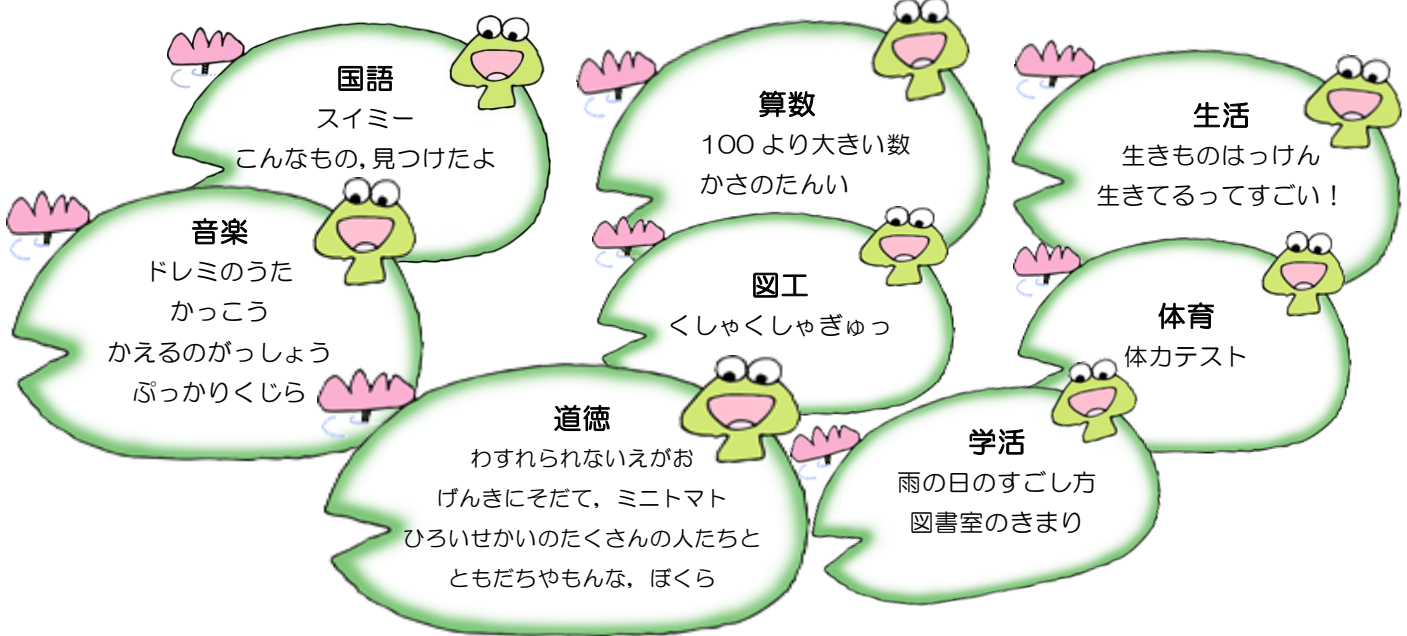 国語
スイミー
こんなもの,見つけたよ
算数
100より大きい数
かさのたんい
生活
生きものはっけん
生きてるってすごい！
音楽
ドレミのうた
かっこう
かえるのがっしょう
ぷっかりくじら
図工
くしゃくしゃぎゅっ
体育
体力テスト
道徳
わすれられないえがお
げんきにそだて，ミニトマト
ひろいせかいのたくさんの人たちと
ともだちやもんな，ぼくら
学活
雨の日のすごし方
図書室のきまり